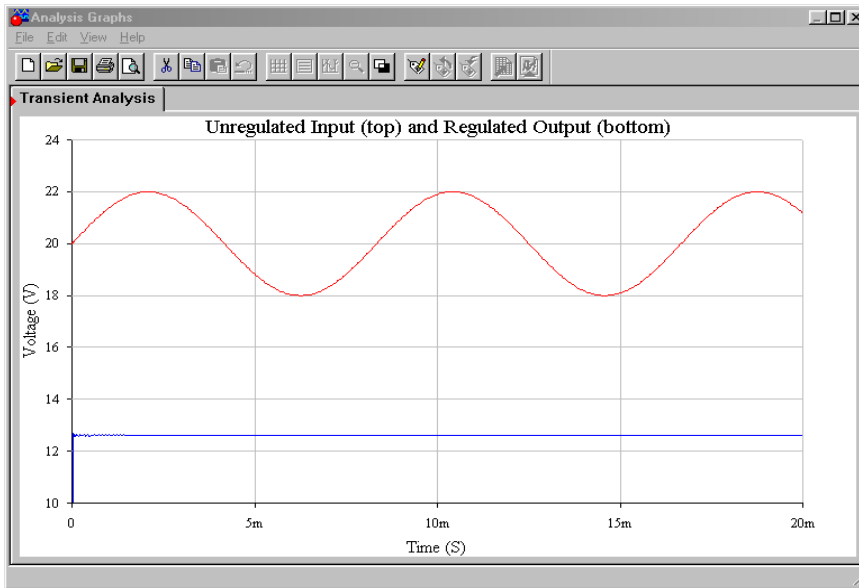 Analysis Graphs
File Edit View Help
Transient Analysis
Unregulated Input (top) and Regulated Output (bottom)
24
22
20
18
16
14
12
10
Voltage (V)
0 5m 10m 15m 20m
Time (S)